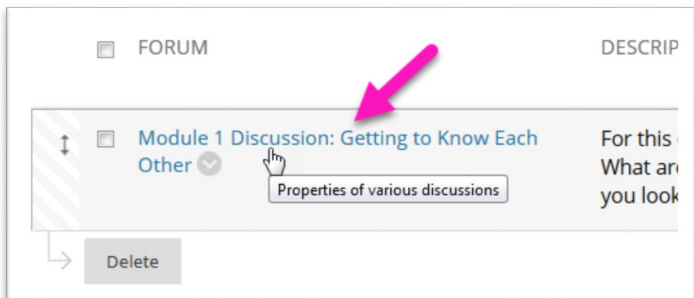 FORUM
DESCRIP
Module 1 Discussion: Getting to Know Each
Other
Properties of various discussions
For this
What are
you look
Delete